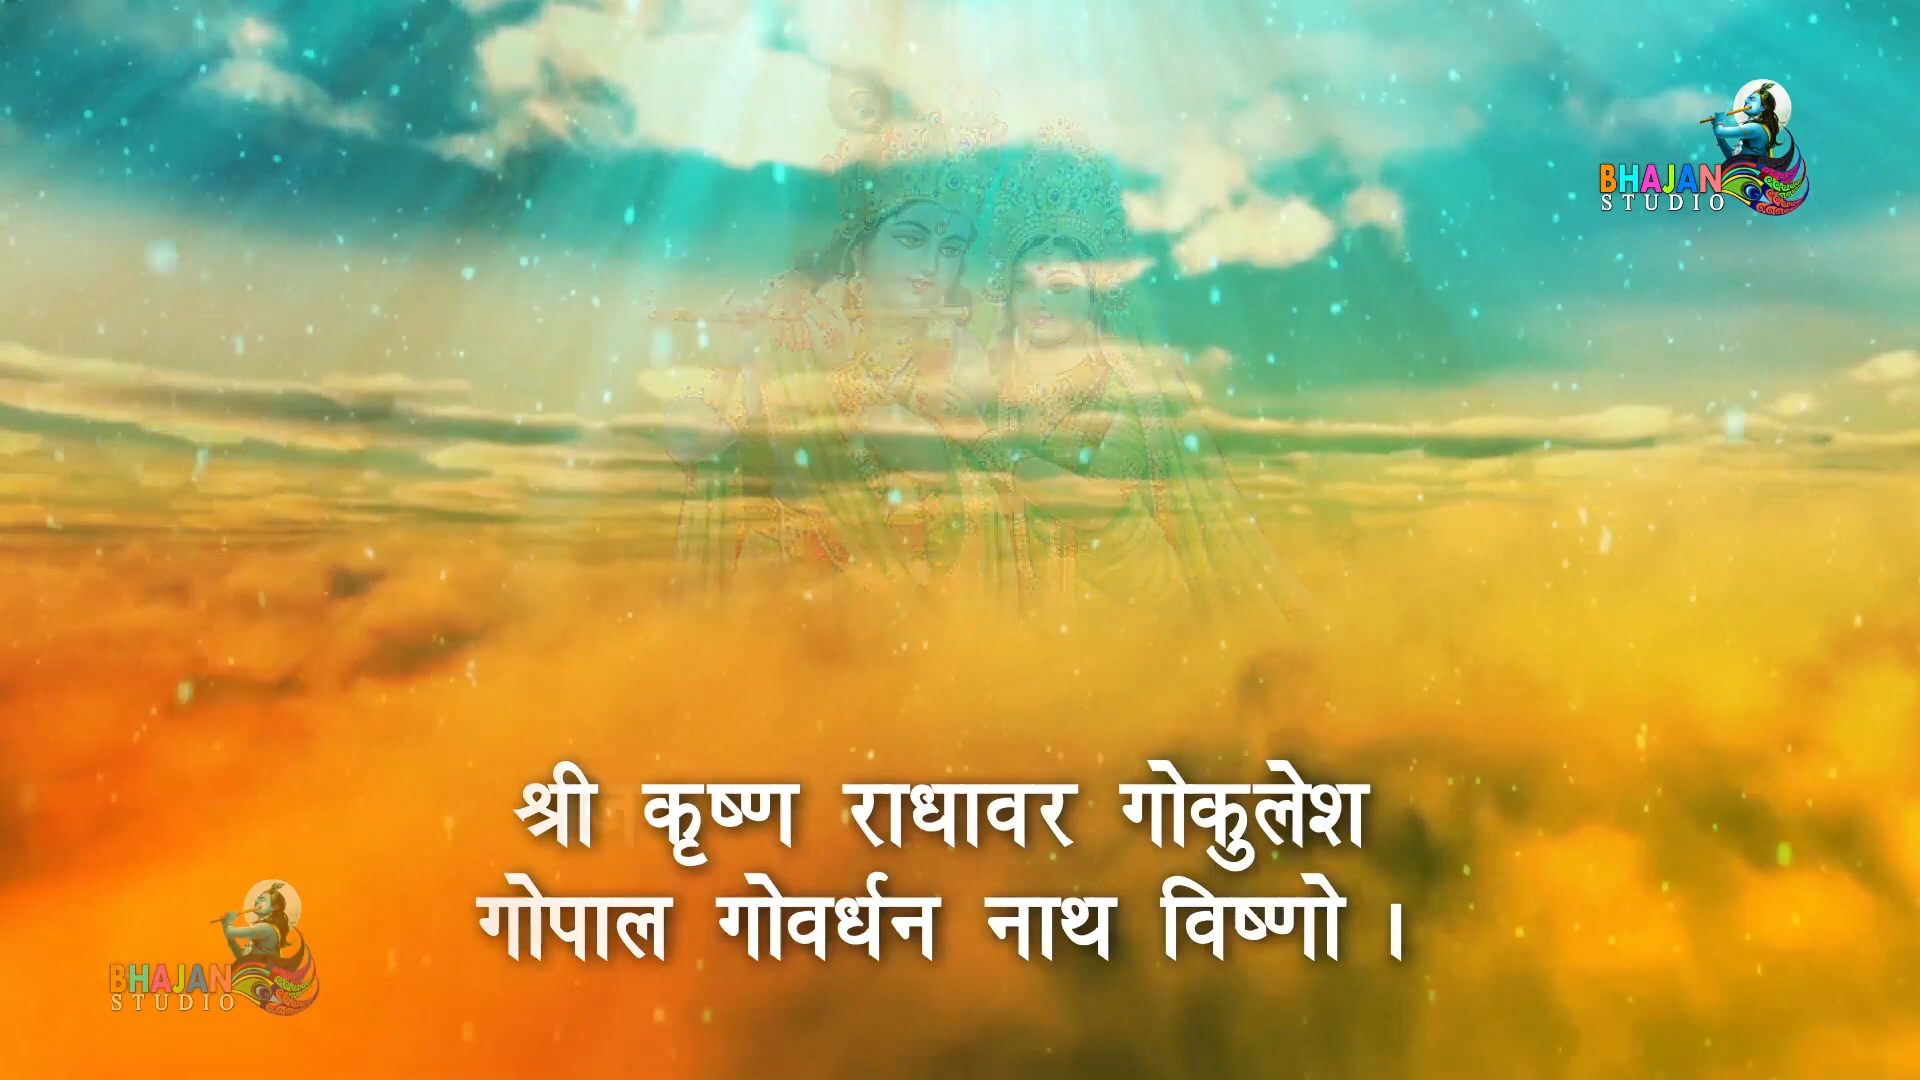 BHAJAN
STUDIO
श्री कृष्ण राधावर गोकुलेश
गोपाल गोवर्धन नाथ विष्णो ।
BHAJAN
STUDIO